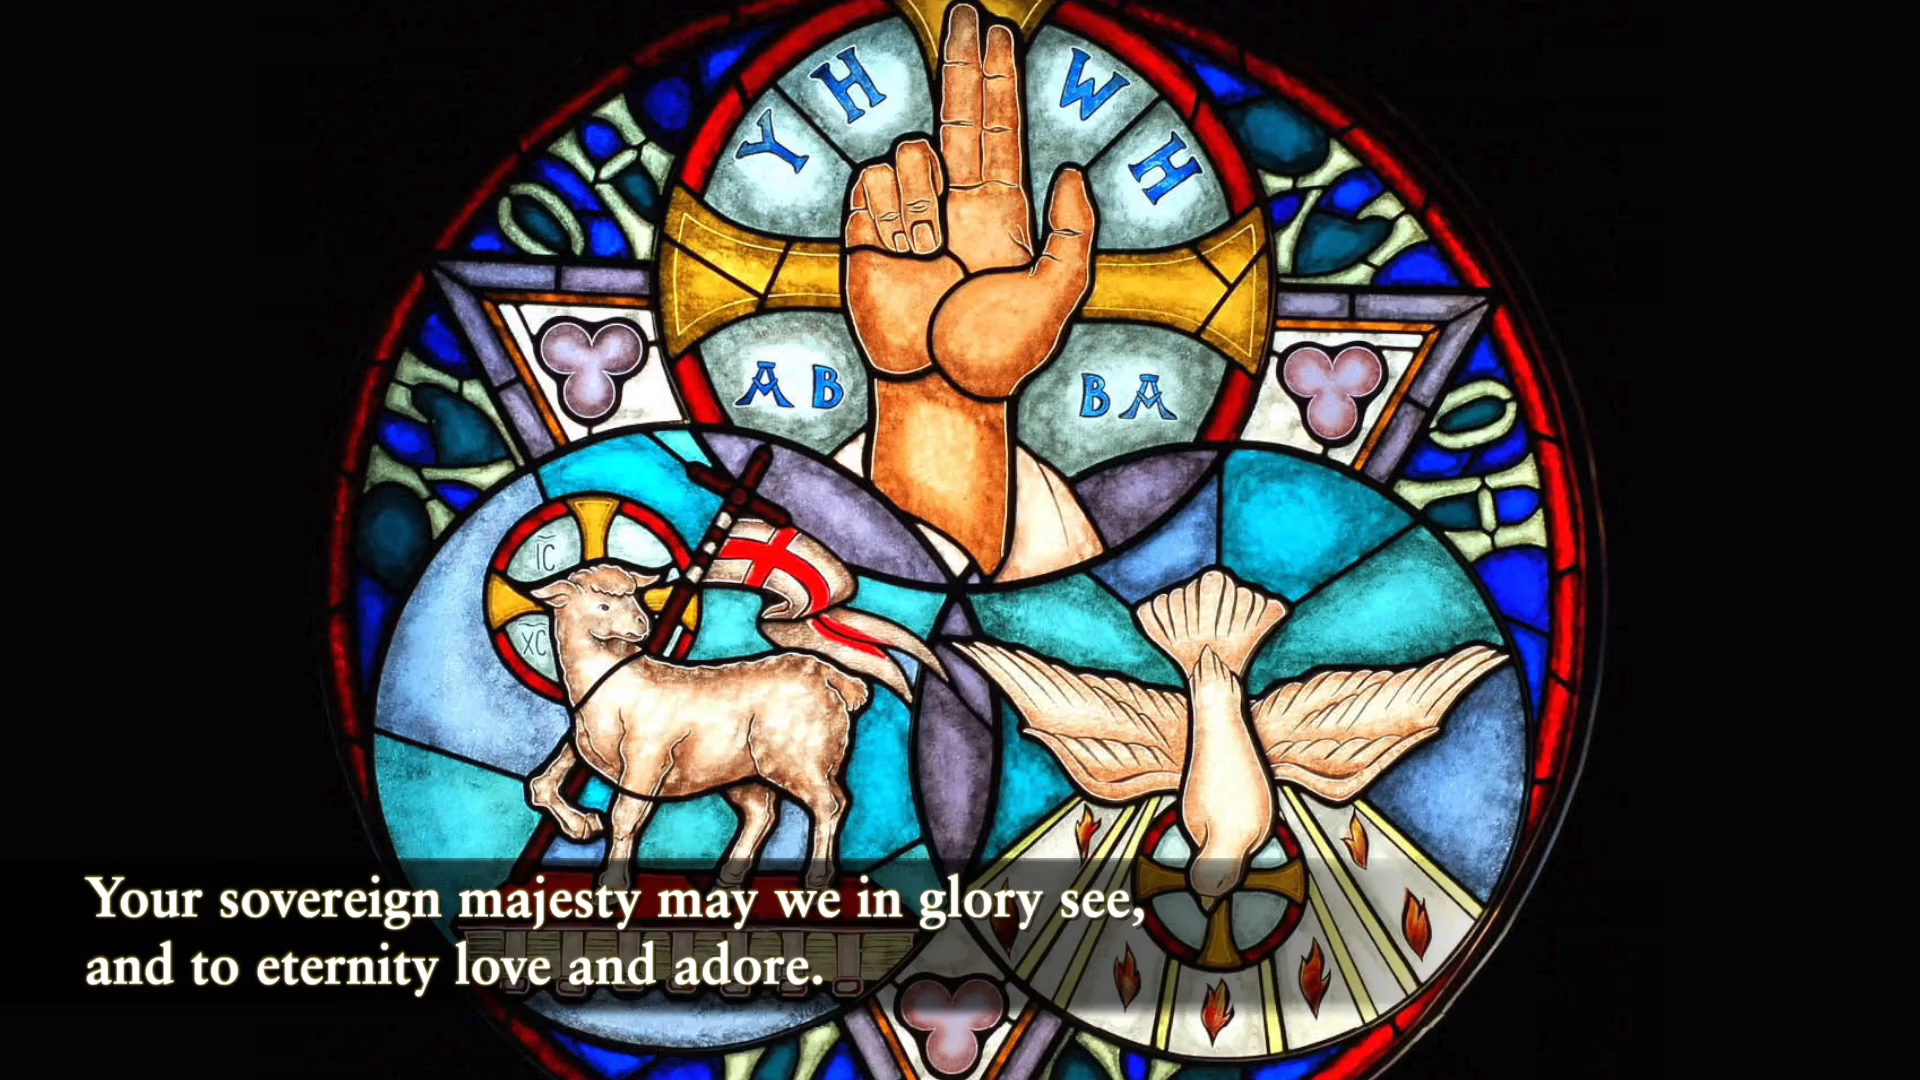 Y H W H
AB BA
IC
XC
Your sovereign majesty may we in glory see,
and to eternity love and adore.